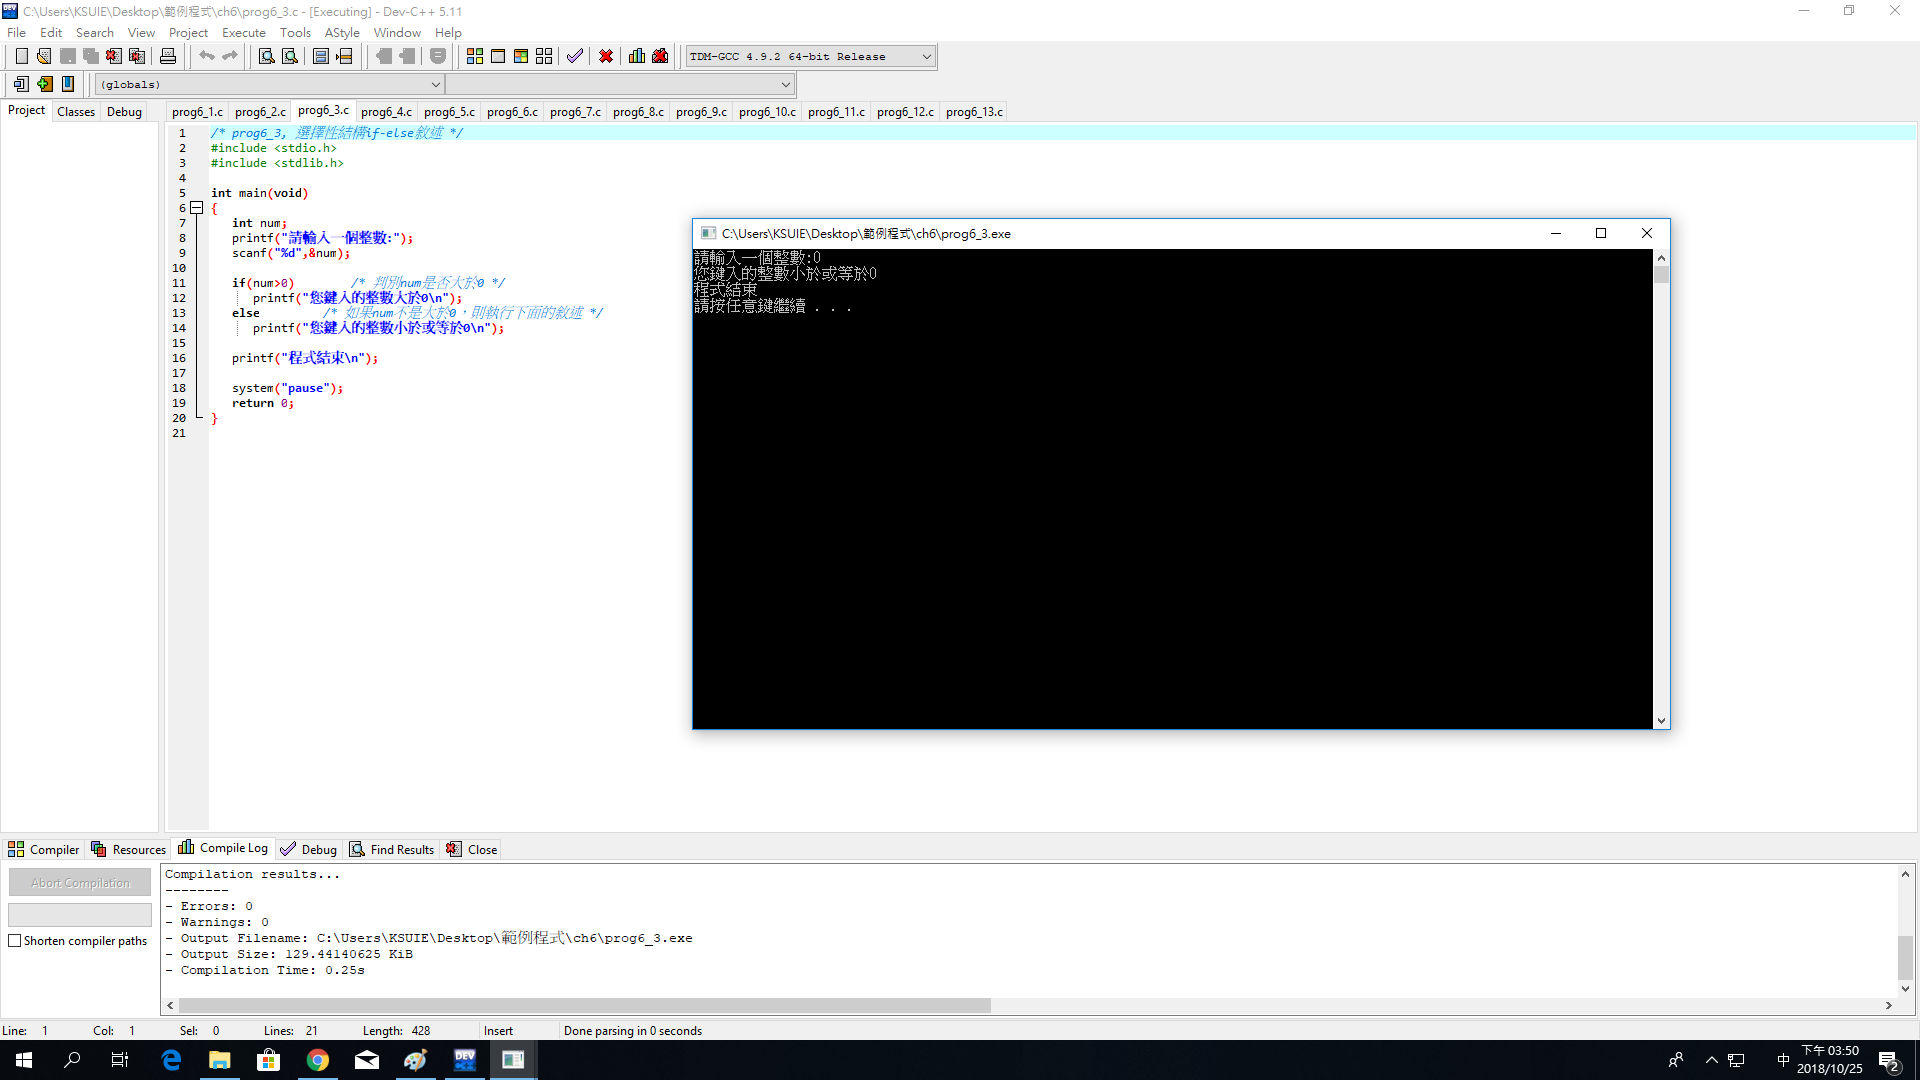 C:\Users\KSUIE\Desktop\範例程式\ch6\prog6_3.c - [Executing] - Dev-C++ 5.11
File Edit Search View Project Execute Tools AStyle Window Help
TDM-GCC 4.9.2 64-bit Release
(globals)
Project Classes Debug
prog6_1.c prog6_2.c prog6_3.c prog6_4.c prog6_5.c prog6_6.c prog6_7.c prog6_8.c prog6_9.c prog6_10.c prog6_11.c prog6_12.c prog6_13.c
1 /* prog6_3, 選擇性結構if-else敘述 */
2 #include <stdio.h>
3 #include <stdlib.h>
4
5 int main(void)
6 {
7 int num;
8 printf("請輸入一個整數:");
9 scanf("%d",&num);
10
11 if(num>0) /* 判別num是否大於0 */
12 printf("您鍵入的整數大於0\n");
13 else /* 如果num不是大於0，則執行下面的敘述 */
14 printf("您鍵入的整數小於或等於0\n");
15
16 printf("程式結束\n");
17
18 system("pause");
19 return 0;
20 }
21
C:\Users\KSUIE\Desktop\範例程式\ch6\prog6_3.exe
請輸入一個整數:0
您鍵入的整數小於或等於0
程式結束
請按任意鍵繼續 . . .
Compiler Resources Compile Log Debug Find Results Close
Abort Compilation
Shorten compiler paths
Compilation results...
--------
- Errors: 0
- Warnings: 0
- Output Filename: C:\Users\KSUIE\Desktop\範例程式\ch6\prog6_3.exe
- Output Size: 129.44140625 KiB
- Compilation Time: 0.25s
Line: 1 Col: 1 Sel: 0 Lines: 21 Length: 428 Insert Done parsing in 0 seconds
DEV C++
中
下午 03:50
2018/10/25
2